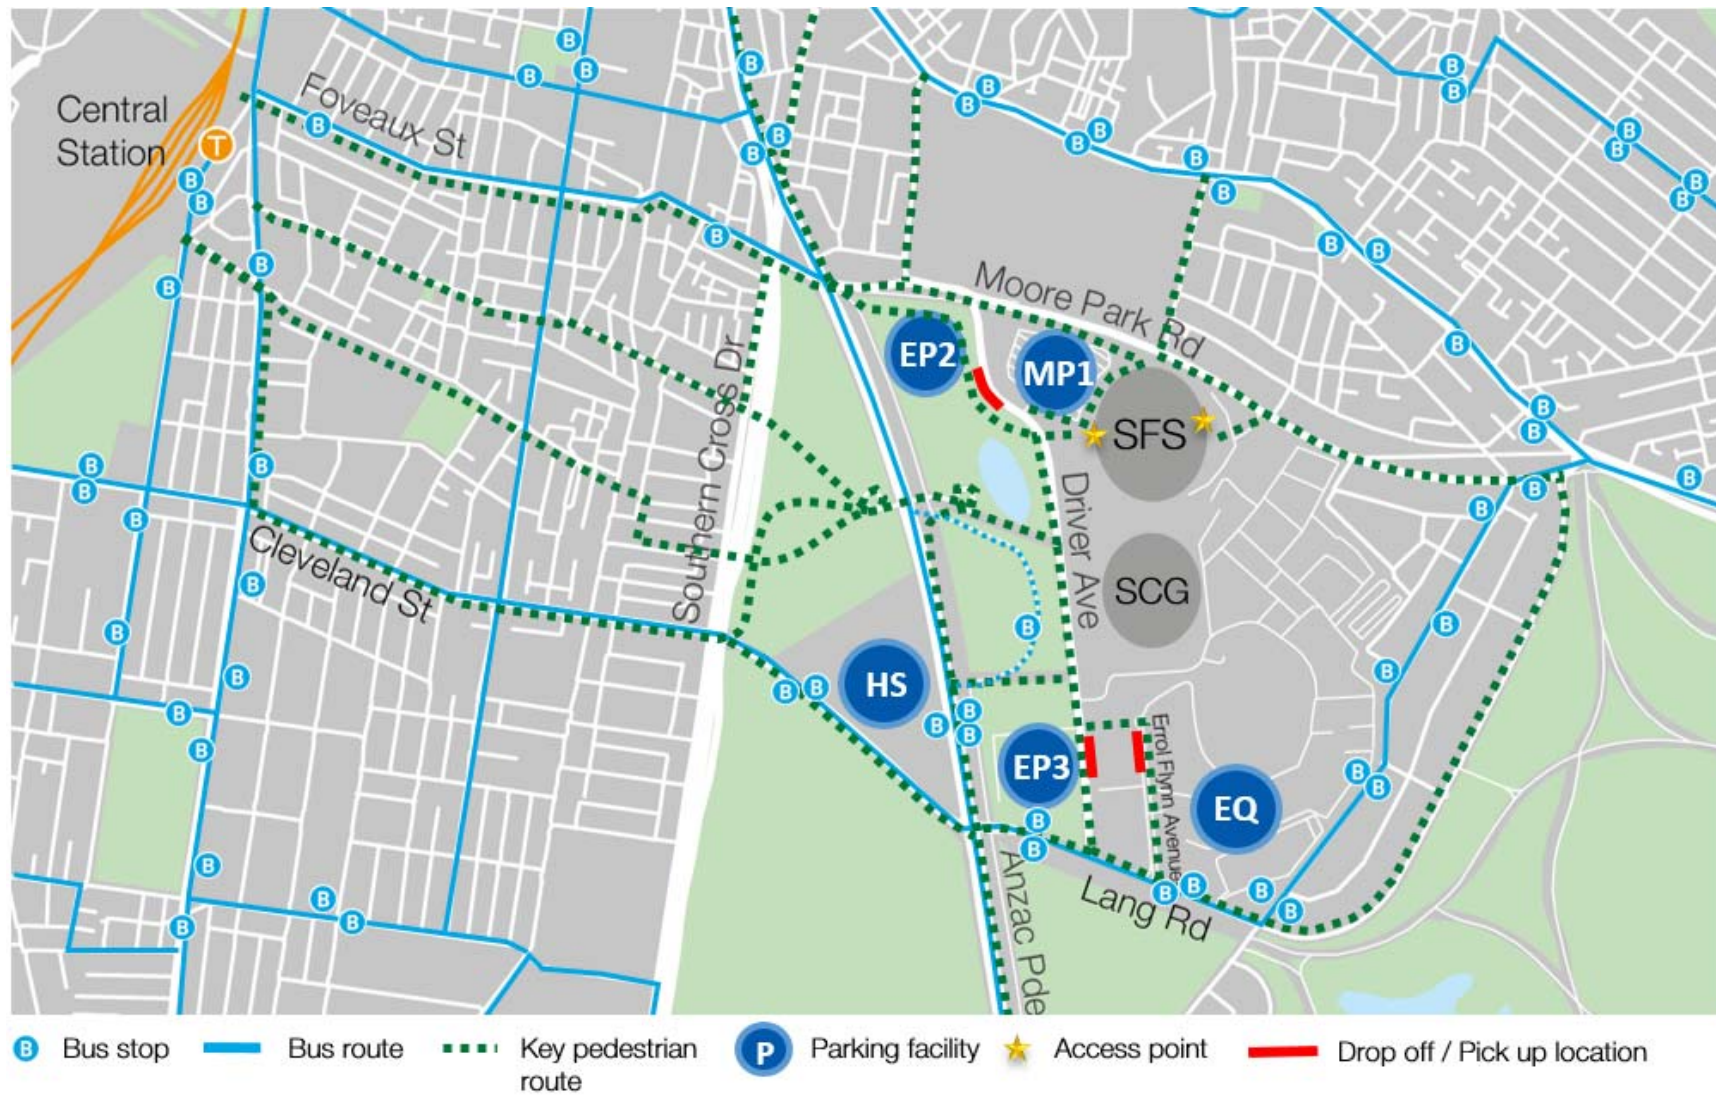 Central
Station
T
Foveaux St
Moore Park Rd
EP2
MP1
SFS
Southern Cross Dr
Driver Ave
Cleveland St
SCG
HS
EP3
Errol Flynn Avenue
EQ
Lang Rd
Anzac Pde
B Bus stop
Bus route
Key pedestrian
route
P Parking facility
Access point
Drop off / Pick up location